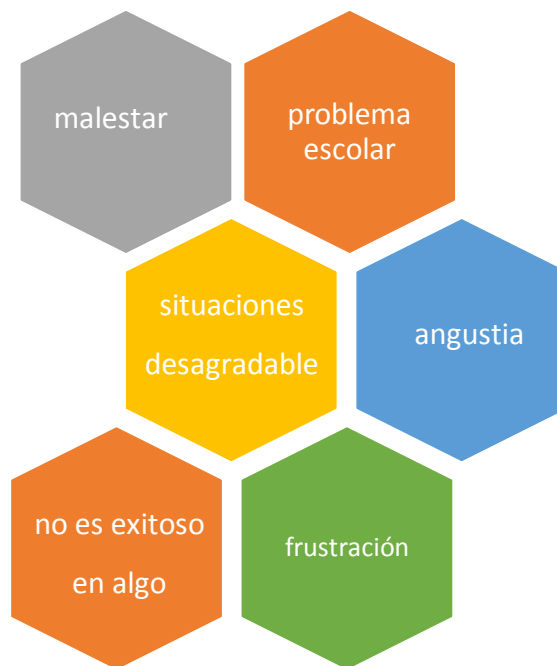 malestar
problema
escolar
situaciones
desagradable
angustia
no es exitoso
en algo
frustración